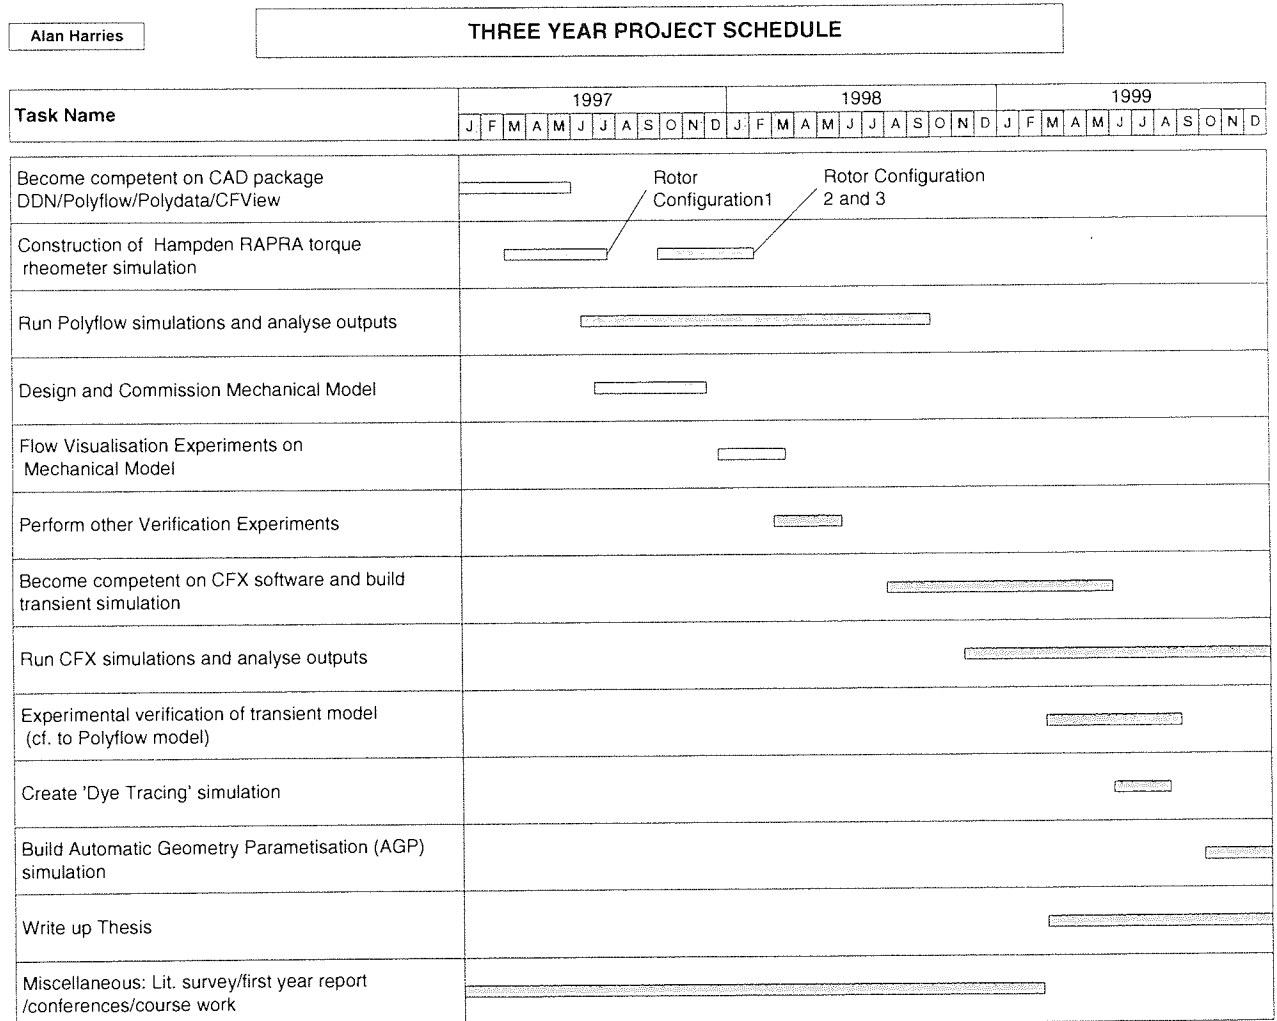 Alan Harries
THREE YEAR PROJECT SCHEDULE
Task Name
1997 1998 1999
J F M A M J J A S O N D J F M A M J J A S O N D J F M A M J J A S O N D
Become competent on CAD package
DDN/Polyflow/Polydata/CFView
Rotor
Configuration1
Rotor Configuration
2 and 3
Construction of Hampden RAPRA torque
rheometer simulation
Run Polyflow simulations and analyse outputs
Design and Commission Mechanical Model
Flow Visualisation Experiments on
Mechanical Model
Perform other Verification Experiments
Become competent on CFX software and build
transient simulation
Run CFX simulations and analyse outputs
Experimental verification of transient model
(cf. to Polyflow model)
Create 'Dye Tracing' simulation
Build Automatic Geometry Parametisation (AGP)
simulation
Write up Thesis
Miscellaneous: Lit. survey/first year report
/conferences/course work